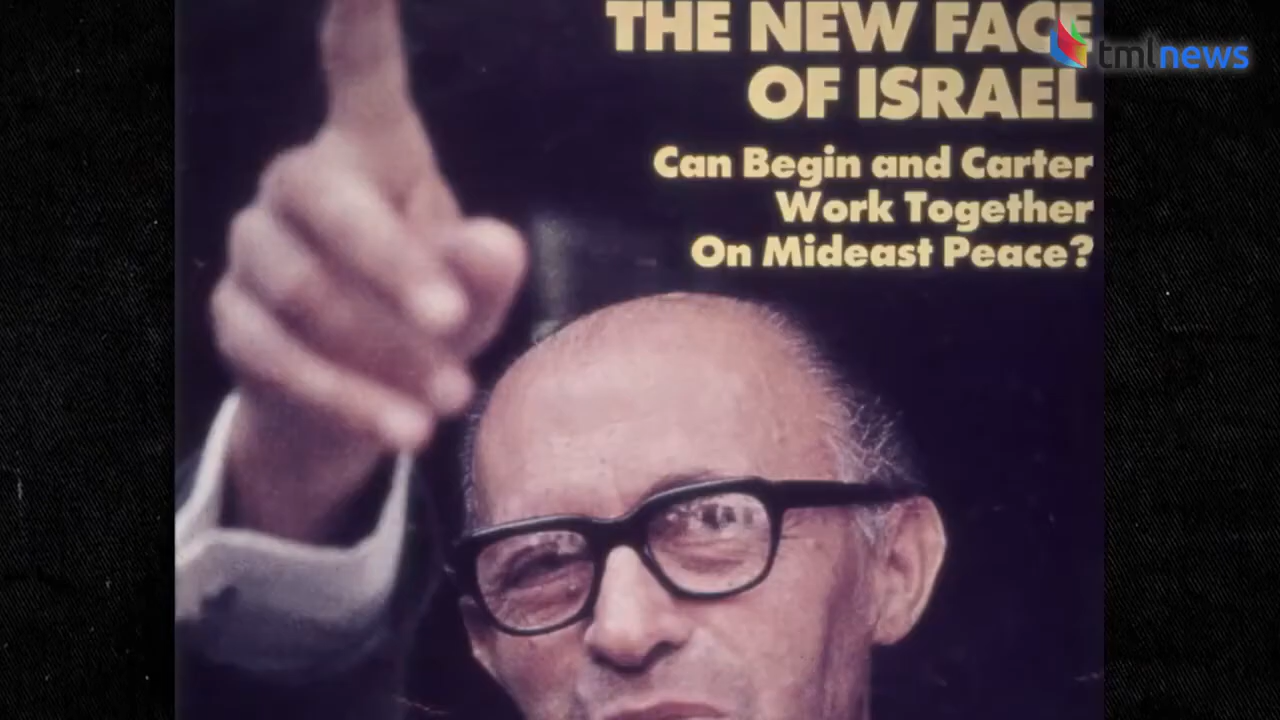 THE NEW FACE
OF ISRAEL
Can Begin and Carter
Work Together
On Mideast Peace?
tmlnews